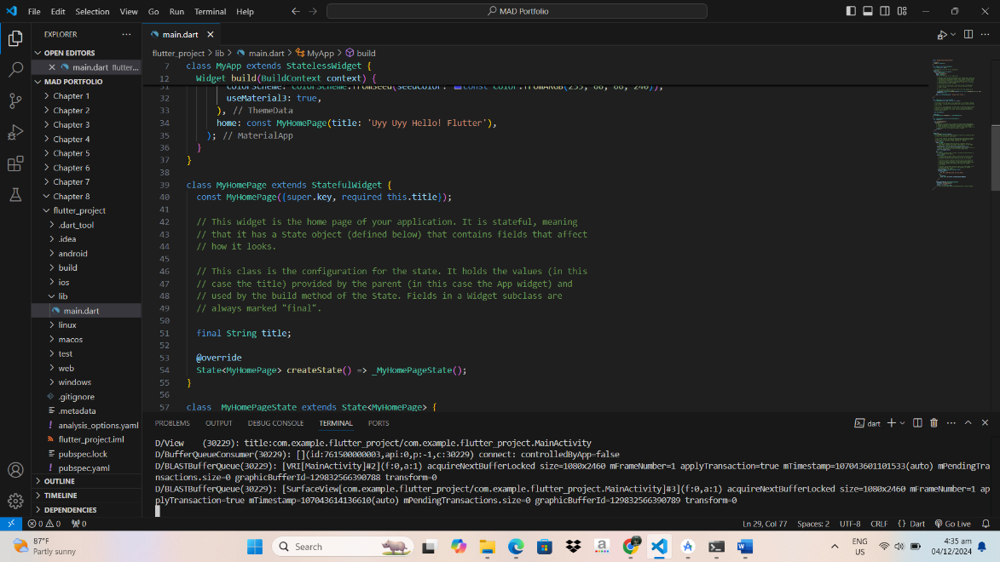 File Edit Selection View Go Run Terminal Help
MAD Portfolio
EXPLORER
main.dart
OPEN EDITORS
main.dart flutter...
MAD PORTFOLIO
Chapter 1
Chapter 2
Chapter 3
Chapter 4
Chapter 5
Chapter 6
Chapter 7
Chapter 8
flutter_project
.dart_tool
.idea
android
build
ios
lib
main.dart
linux
macos
test
web
windows
.gitignore
.metadata
analysis_options.yaml
flutter_project.iml
pubspec.lock
pubspec.yaml
OUTLINE
TIMELINE
DEPENDENCIES
flutter_project > lib > main.dart > MyApp > build
7 class MyApp extends StatelessWidget {
12 Widget build(BuildContext context) {
31 colorScheme: ColorScheme.fromSeed(seedColor: const Color.fromARGB(255, 88, 68, 240)),
32 useMaterial3: true,
33 ), // ThemeData
34 home: const MyHomePage(title: 'Uyy Uyy Hello! Flutter'),
35 ); // MaterialApp
36 }
37 }
38
39 class MyHomePage extends StatefulWidget {
40 const MyHomePage({super.key, required this.title});
41
42 // This widget is the home page of your application. It is stateful, meaning
43 // that it has a State object (defined below) that contains fields that affect
44 // how it looks.
45
46 // This class is the configuration for the state. It holds the values (in this
47 // case the title) provided by the parent (in this case the App widget) and
48 // used by the build method of the State. Fields in a Widget subclass are
49 // always marked "final".
50
51 final String title;
52
53 @override
54 State<MyHomePage> createState() => _MyHomePageState();
55 }
56
57 class _MyHomePageState extends State<MyHomePage> {
PROBLEMS OUTPUT DEBUG CONSOLE TERMINAL PORTS
dart
D/View (30229): title:com.example.flutter_project/com.example.flutter_project.MainActivity
D/BufferQueueConsumer(30229): [](id:761500000003,api:0,p:-1,c:30229) connect: controlledByApp=false
D/BLASTBufferQueue(30229): [VRI[MainActivity]#2](f:0,a:1) acquireNextBufferLocked size=1080x2460 mFrameNumber=1 applyTransaction=true mTimestamp=107043601101533(auto) mPendingTra
nsactions.size=0 graphicBufferId=129832566390788 transform=0
D/BLASTBufferQueue(30229): [SurfaceView[com.example.flutter_project/com.example.flutter_project.MainActivity]#3](f:0,a:1) acquireNextBufferLocked size=1080x2460 mFrameNumber=1 ap
plyTransaction=true mTimestamp=107043614136610(auto) mPendingTransactions.size=0 graphicBufferId=129832566390789 transform=0
0 0 0
Ln 29, Col 77 Spaces: 2 UTF-8 CRLF {} Dart Go Live
87°F
Partly sunny
Search
ENG
US
4:35 am
04/12/2024